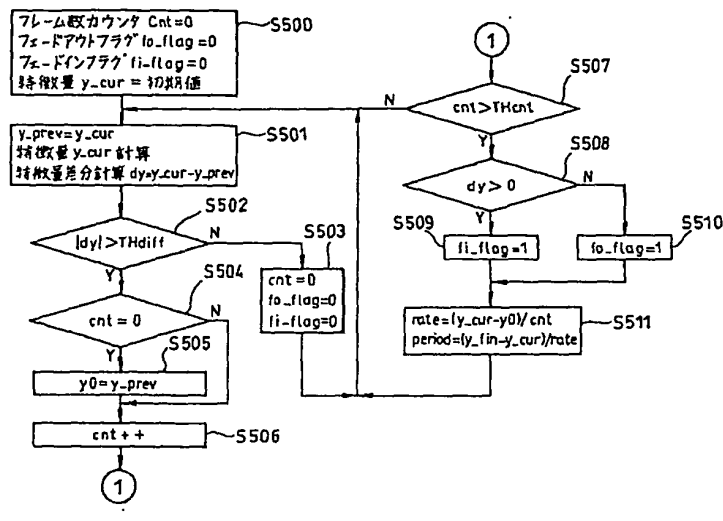 フレーム数カウンタ Cnt=0
フェードアウトフラグ fo_flag=0
フェードインフラグ fi-flag=0
特徴量 y_cur = 初期値
S500
y_prev=y_cur
特徴量 y_cur 計算
特徴量差分計算 dy=y_cur-y_prev
S501
|dy|>THdiff
S502
N
Y
S503
cnt = 0
fo_flag=0
fi-flag=0
S504
cnt = 0
N
Y
S505
y0=y_prev
cnt ++
S506
1
1
S507
cnt>THcnt
N
Y
S508
dy > 0
N
Y
S509
fi_flag=1
fo_flag=1
S510
rate=(y_cur-y0)/cnt
period=(y_fin-y_cur)/rate
S511